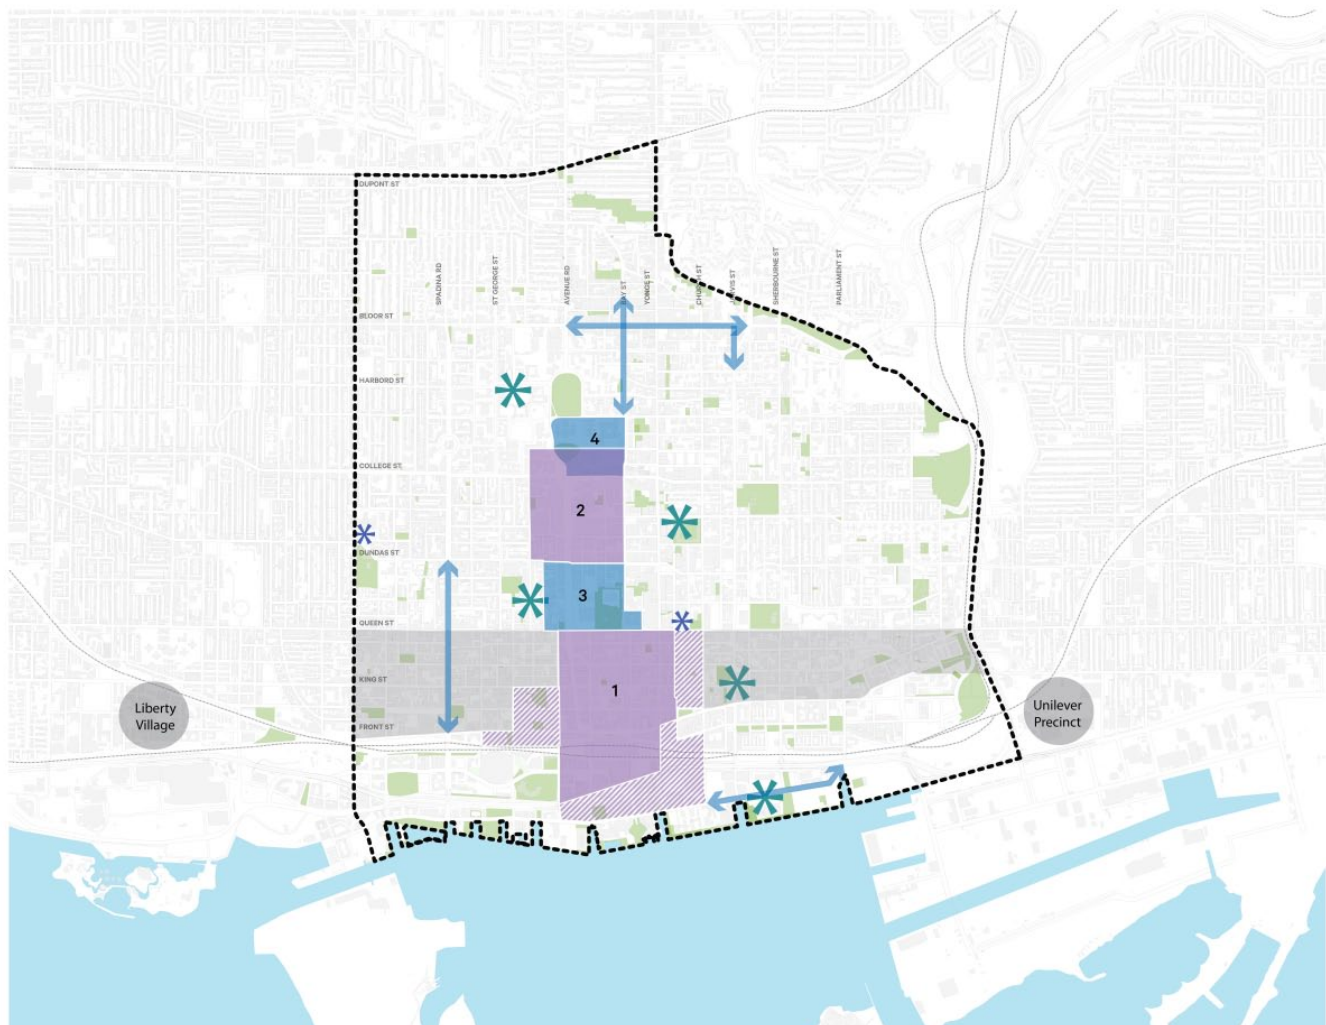 DUPONT ST
SPADINA RD
ST GEORGE ST
AVENUE RD
BAY ST
YONGE ST
CHURCH ST
JARVIS ST
SHERBOURNE ST
PARLIAMENT ST
BLOOR ST
HARBORD ST
4
COLLEGE ST
2
DUNDAS ST
3
QUEEN ST
KING ST
1
Liberty
Village
Unilever
Precinct
FRONT ST